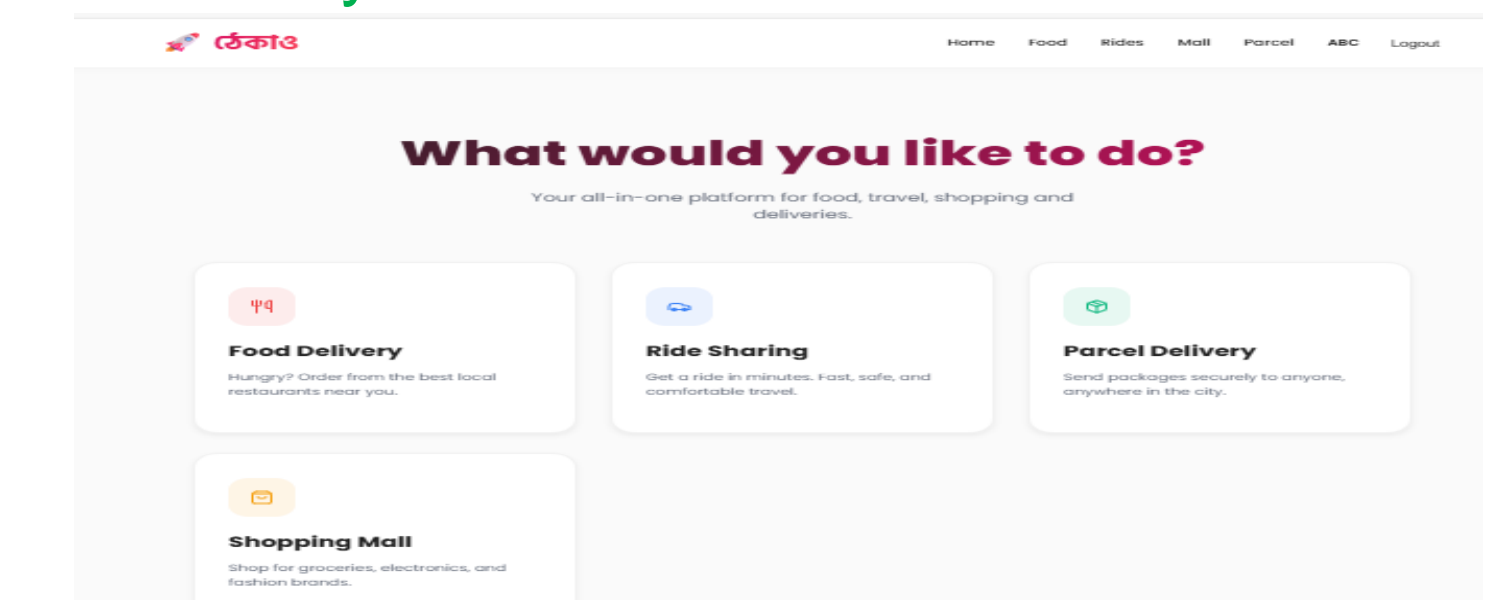 ঠেকাও
Home Food Rides Mall Parcel ABC Logout
What would you like to do?
Your all-in-one platform for food, travel, shopping and
deliveries.
Food Delivery
Hungry? Order from the best local
restaurants near you.
Ride Sharing
Get a ride in minutes. Fast, safe, and
comfortable travel.
Parcel Delivery
Send packages securely to anyone,
anywhere in the city.
Shopping Mall
Shop for groceries, electronics, and
fashion brands.